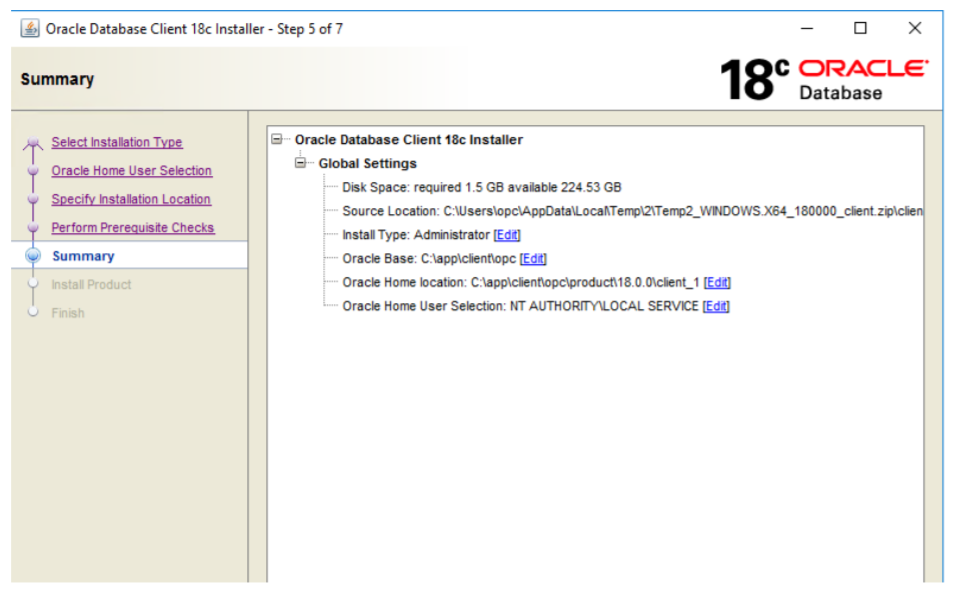 Oracle Database Client 18c Installer - Step 5 of 7
Summary
18c ORACLE
Database
Select Installation Type
Oracle Home User Selection
Specify Installation Location
Perform Prerequisite Checks
Summary
Install Product
Finish
Oracle Database Client 18c Installer
Global Settings
Disk Space: required 1.5 GB available 224.53 GB
Source Location: C:\Users\opc\AppData\Local\Temp\2\Temp2_WINDOWS.X64_180000_client.zip\clien
Install Type: Administrator [Edit]
Oracle Base: C:\app\client\opc [Edit]
Oracle Home location: C:\app\client\opc\product\18.0.0\client_1 [Edit]
Oracle Home User Selection: NT AUTHORITY\LOCAL SERVICE [Edit]